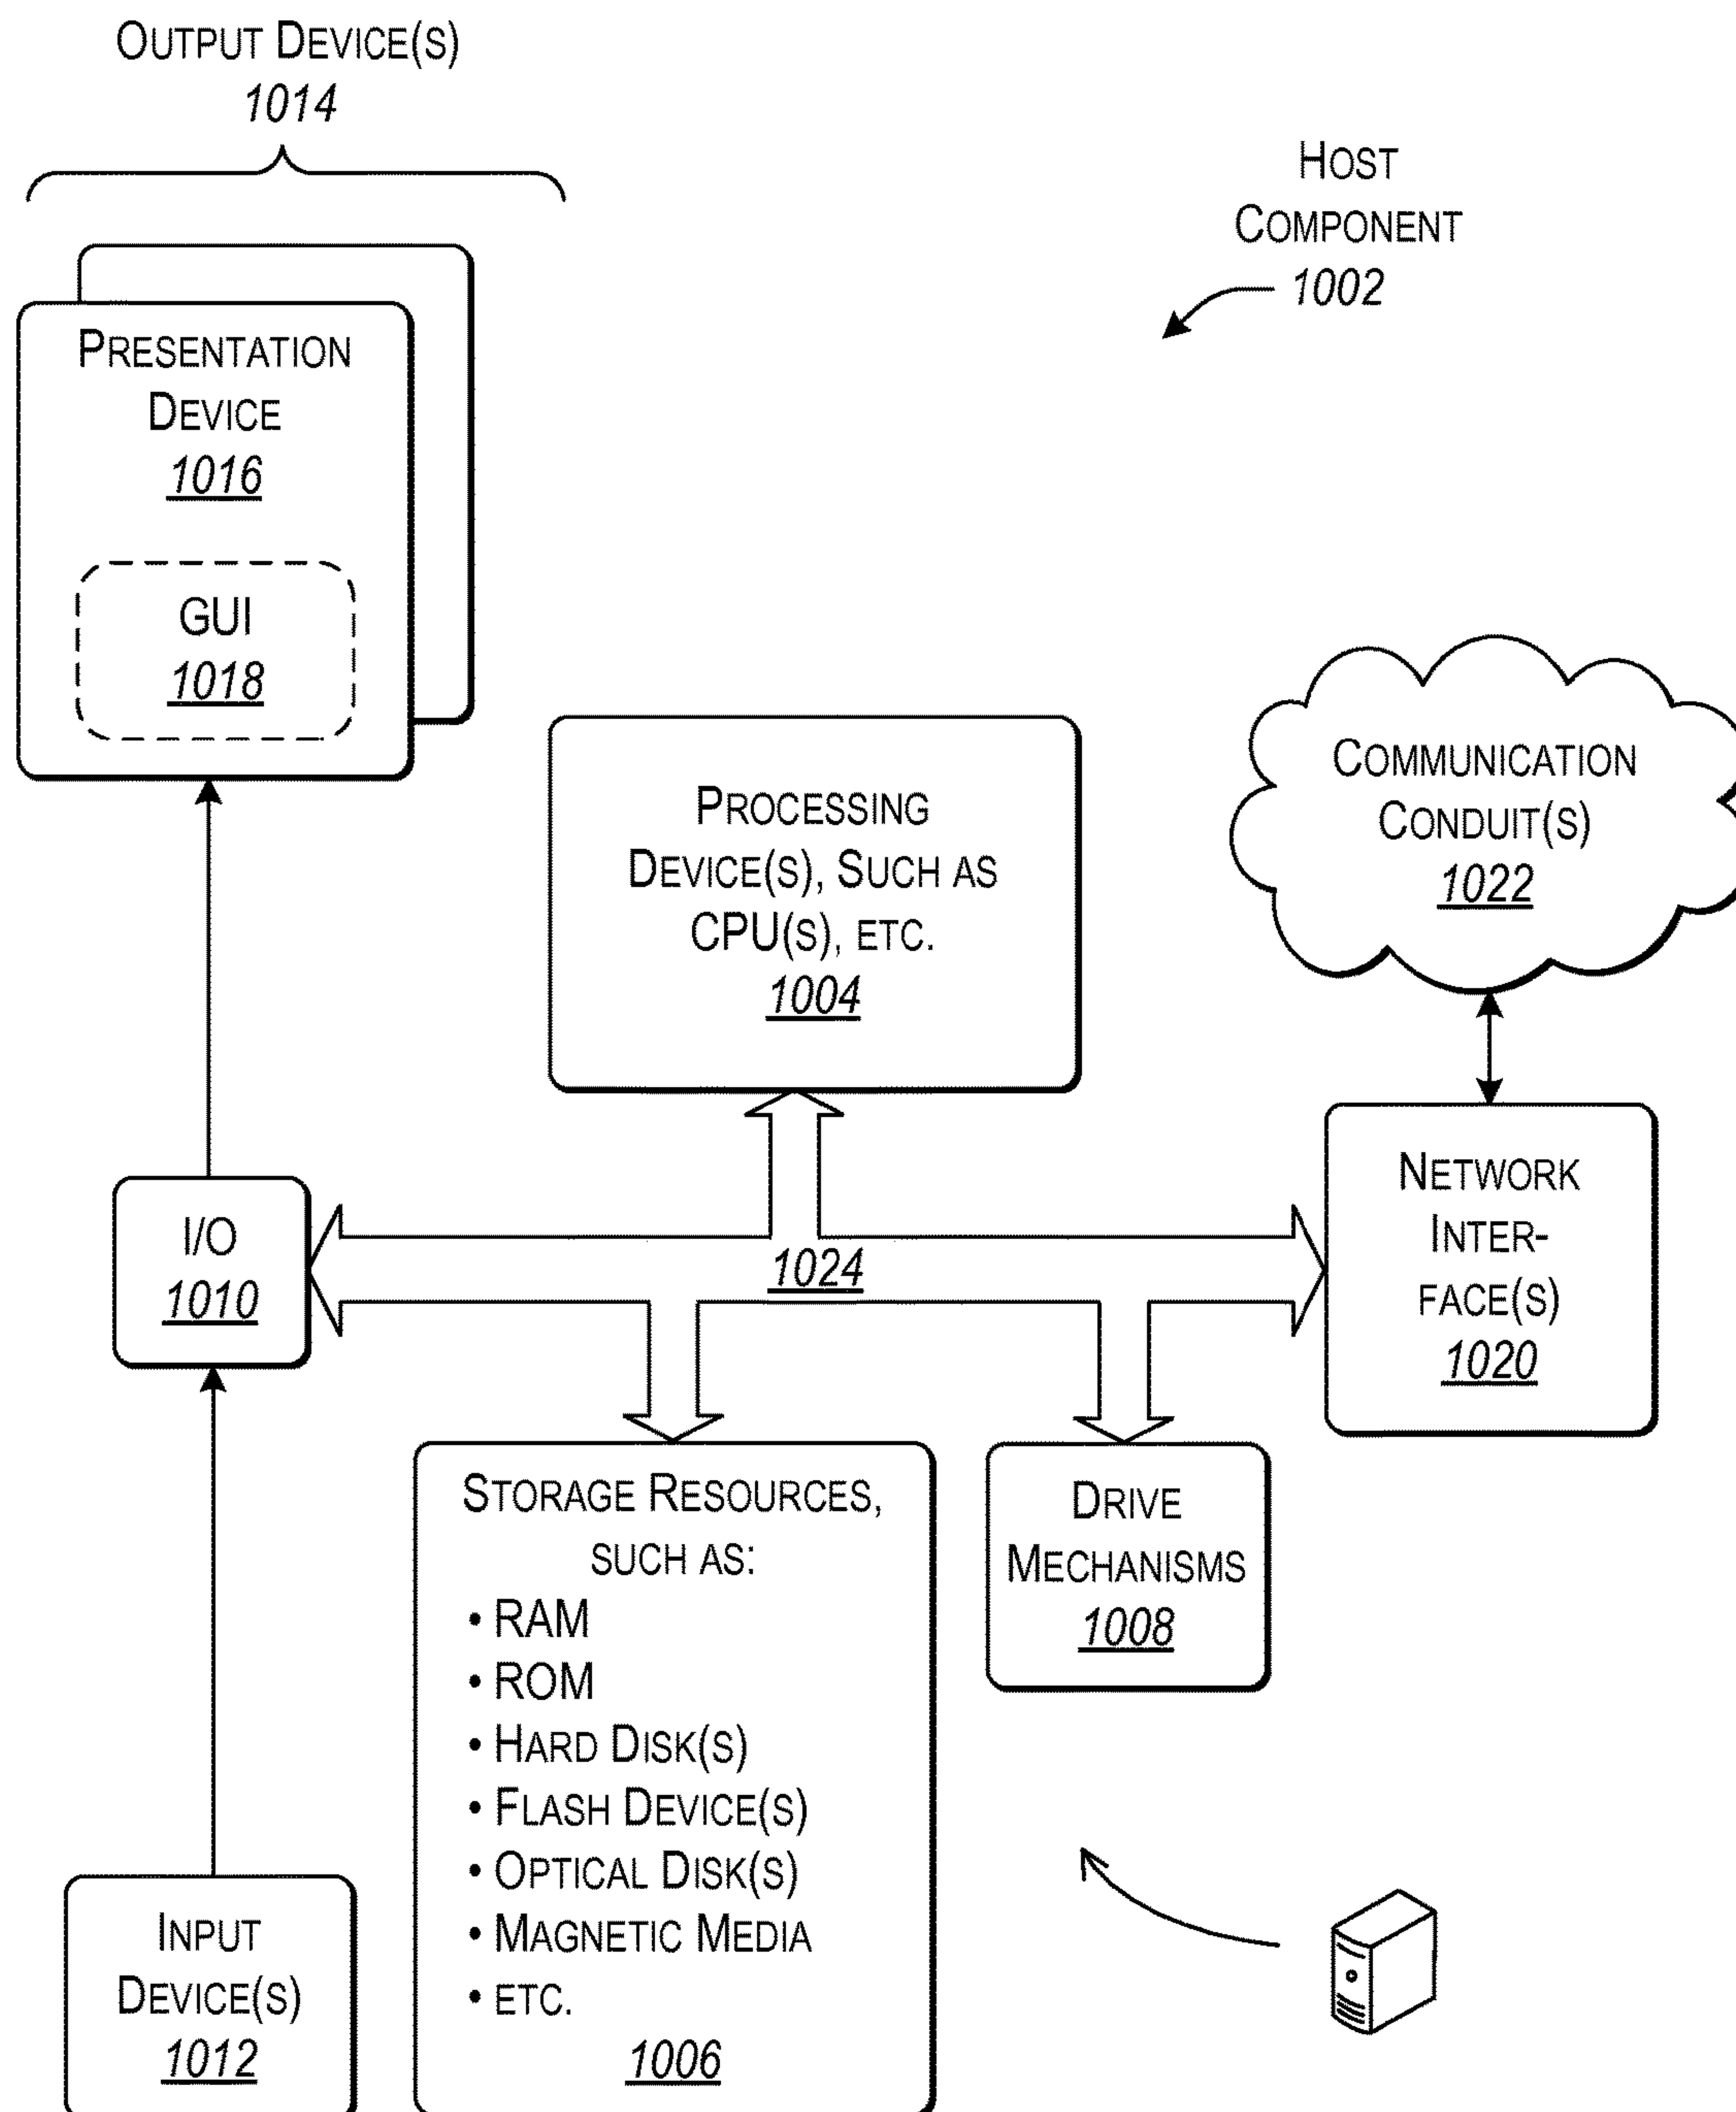 OUTPUT DEVICE(S)
1014
HOST
COMPONENT
1002
PRESENTATION
DEVICE
1016
GUI
1018
PROCESSING
DEVICE(S), SUCH AS
CPU(S), ETC.
1004
COMMUNICATION
CONDUIT(S)
1022
I/O
1010
1024
NETWORK
INTER-
FACE(S)
1020
STORAGE RESOURCES,
SUCH AS:
• RAM
• ROM
• HARD DISK(S)
• FLASH DEVICE(S)
• OPTICAL DISK(S)
• MAGNETIC MEDIA
• ETC.
1006
DRIVE
MECHANISMS
1008
INPUT
DEVICE(S)
1012